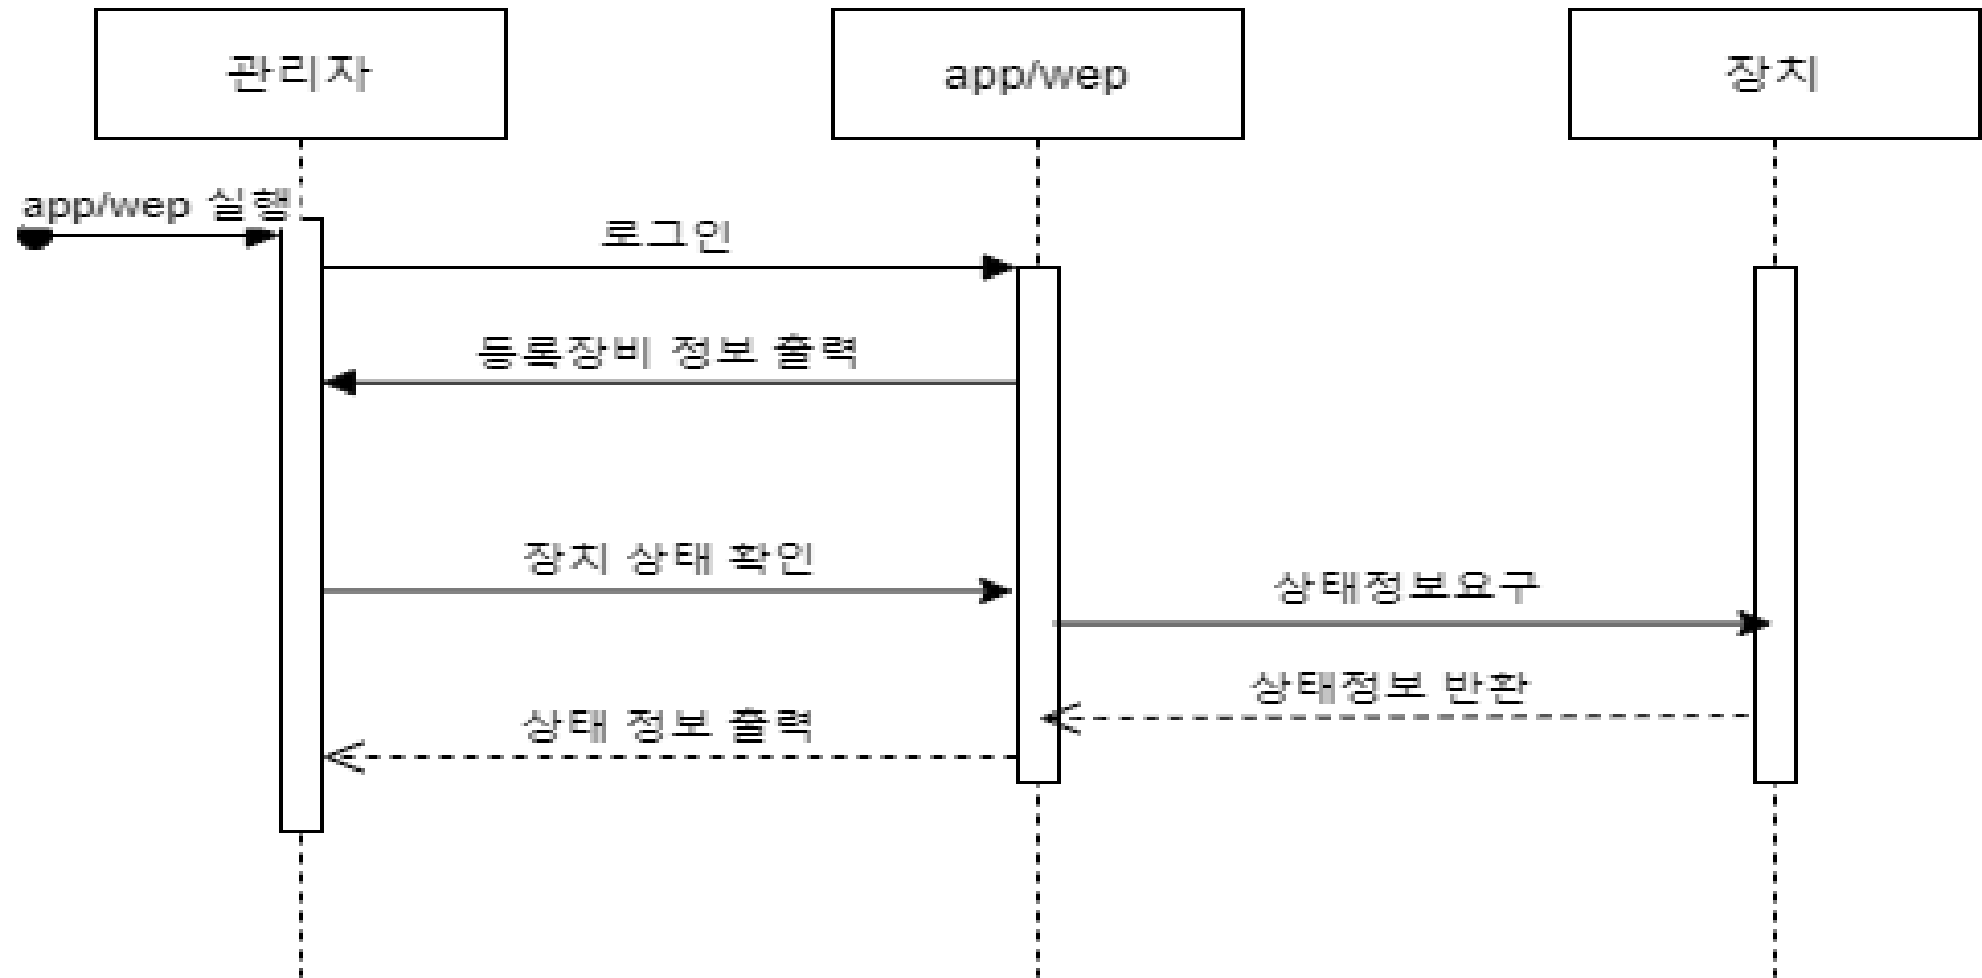 관리자
app/wep
장치
app/wep 실행
로그인
등록장비 정보 출력
장치 상태 확인
상태정보요구
상태정보 반환
상태 정보 출력